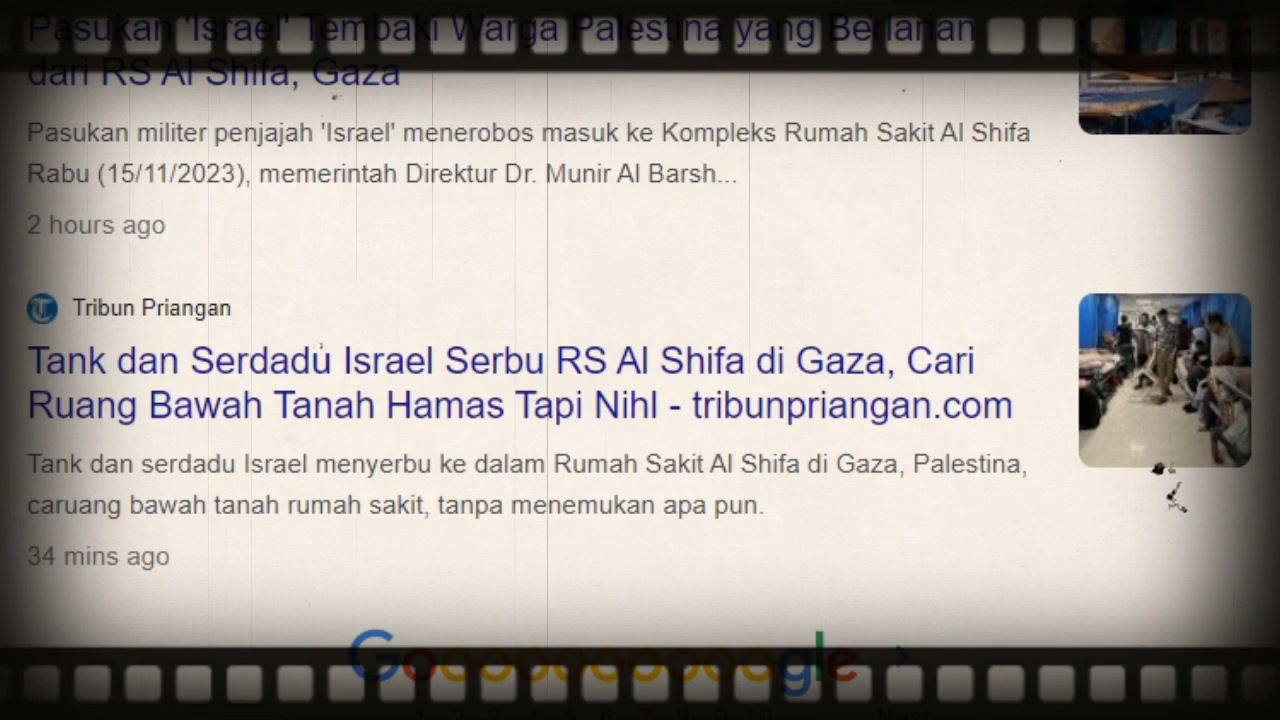 Pasukan 'Israel' Tembaki Warga Palestina yang Berlarian
dari RS Al Shifa, Gaza
Pasukan militer penjajah 'Israel' menerobos masuk ke Kompleks Rumah Sakit Al Shifa
Rabu (15/11/2023), memerintah Direktur Dr. Munir Al Barsh...
2 hours ago
Tribun Priangan
Tank dan Serdadu Israel Serbu RS Al Shifa di Gaza, Cari
Ruang Bawah Tanah Hamas Tapi Nihl - tribunpriangan.com
Tank dan serdadu Israel menyerbu ke dalam Rumah Sakit Al Shifa di Gaza, Palestina,
caruang bawah tanah rumah sakit, tanpa menemukan apa pun.
34 mins ago
Goooooooooogle